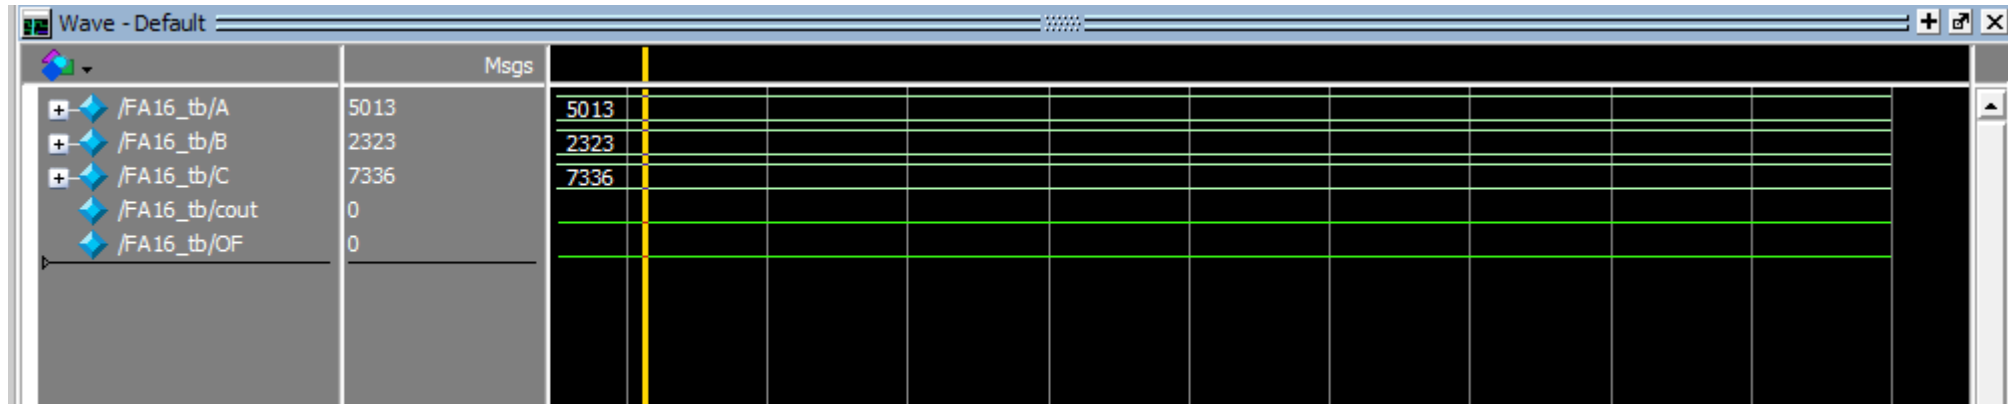 Wave - Default
Msgs
/FA16_tb/A 5013 5013
/FA16_tb/B 2323 2323
/FA16_tb/C 7336 7336
/FA16_tb/cout 0
/FA16_tb/OF 0